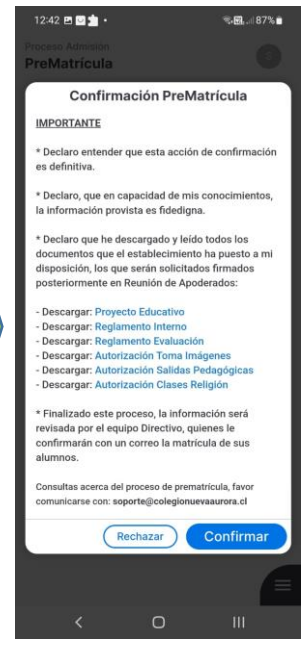 12:42
87%
Proceso Admisión
PreMatrícula
Confirmación PreMatrícula
IMPORTANTE
* Declaro entender que esta acción de confirmación
es definitiva.
* Declaro, que en capacidad de mis conocimientos,
la información provista es fidedigna.
* Declaro que he descargado y leído todos los
documentos que el establecimiento ha puesto a mi
disposición, los que serán solicitados firmados
posteriormente en Reunión de Apoderados:
- Descargar: Proyecto Educativo
- Descargar: Reglamento Interno
- Descargar: Reglamento Evaluación
- Descargar: Autorización Toma Imágenes
- Descargar: Autorización Salidas Pedagógicas
- Descargar: Autorización Clases Religión
* Finalizado este proceso, la información será
revisada por el equipo Directivo, quienes le
confirmarán con un correo la matrícula de sus
alumnos.
Consultas acerca del proceso de prematrícula, favor
comunicarse con: soporte@colegionuevaaurora.cl
Rechazar
Confirmar